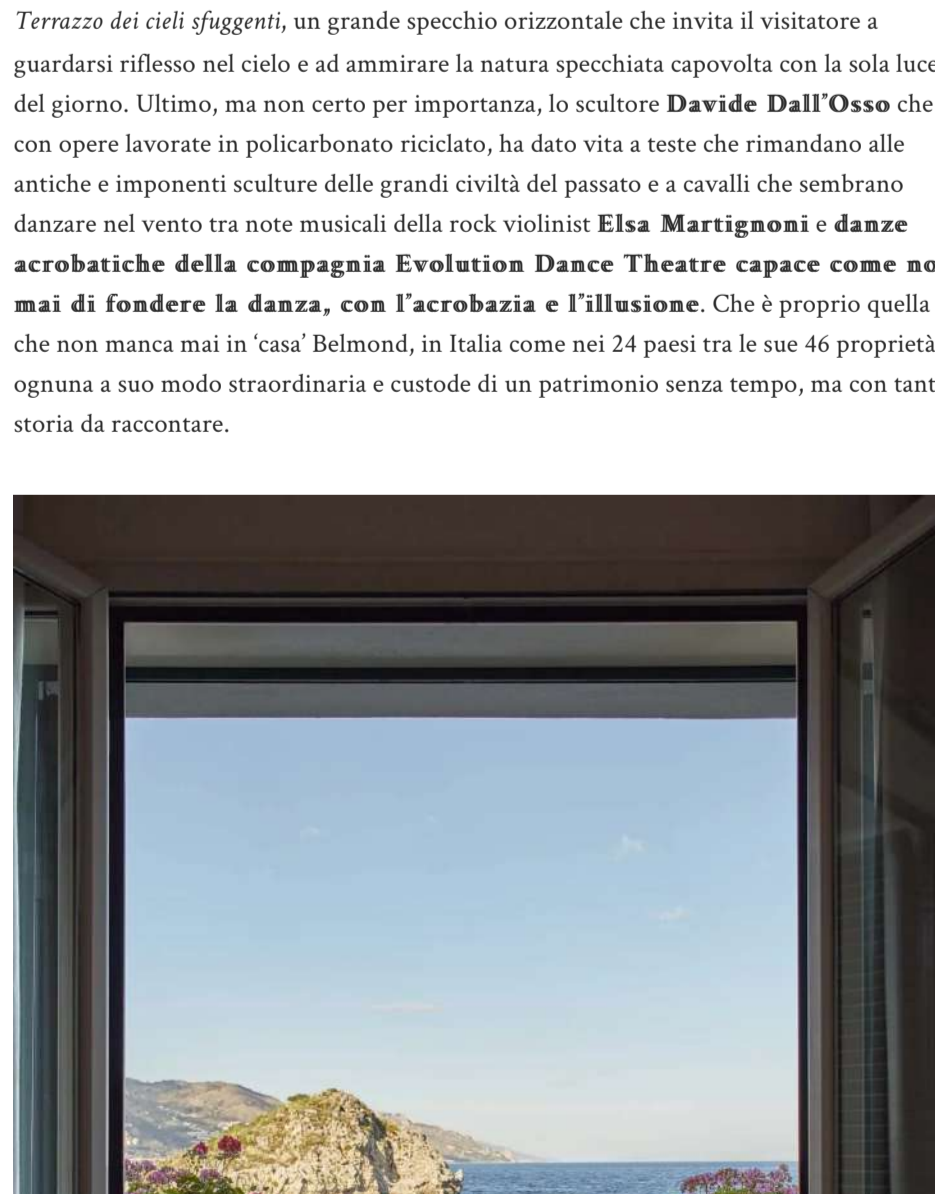 Terrazzo dei cieli sfuggenti, un grande specchio orizzontale che invita il visitatore a
guardarsi riflesso nel cielo e ad ammirare la natura specchiata capovolta con la sola luce
del giorno. Ultimo, ma non certo per importanza, lo scultore Davide Dall’Osso che
con opere lavorate in policarbonato riciclato, ha dato vita a teste che rimandano alle
antiche e imponenti sculture delle grandi civiltà del passato e a cavalli che sembrano
danzare nel vento tra note musicali della rock violinist Elsa Martignoni e danze
acrobatiche della compagnia Evolution Dance Theatre capace come no
mai di fondere la danza, con l’acrobazia e l’illusione. Che è proprio quella
che non manca mai in ‘casa’ Belmond, in Italia come nei 24 paesi tra le sue 46 proprietà
ognuna a suo modo straordinaria e custode di un patrimonio senza tempo, ma con tant
storia da raccontare.